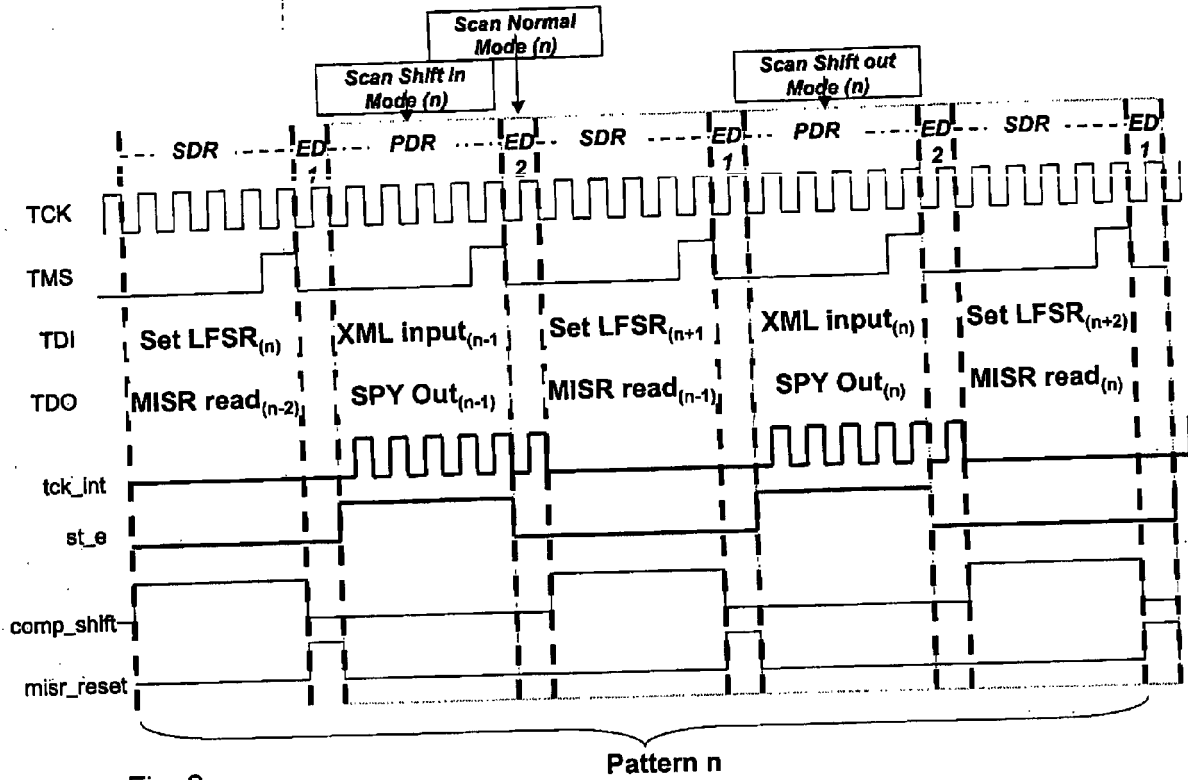 Scan Normal
Mode (n)
Scan Shift in
Mode (n)
Scan Shift out
Mode (n)
SDR ED 1 PDR ED 2 SDR ED 1 PDR ED 2 SDR ED 1
TCK
TMS
TDI Set LFSR(n) XML input(n-1 Set LFSR(n+1 XML input(n) Set LFSR(n+2)
TDO MISR read(n-2) SPY Out(n-1) MISR read(n-1) SPY Out(n) MISR read(n)
tck_int
st_e
comp_shift
misr_reset
Pattern n